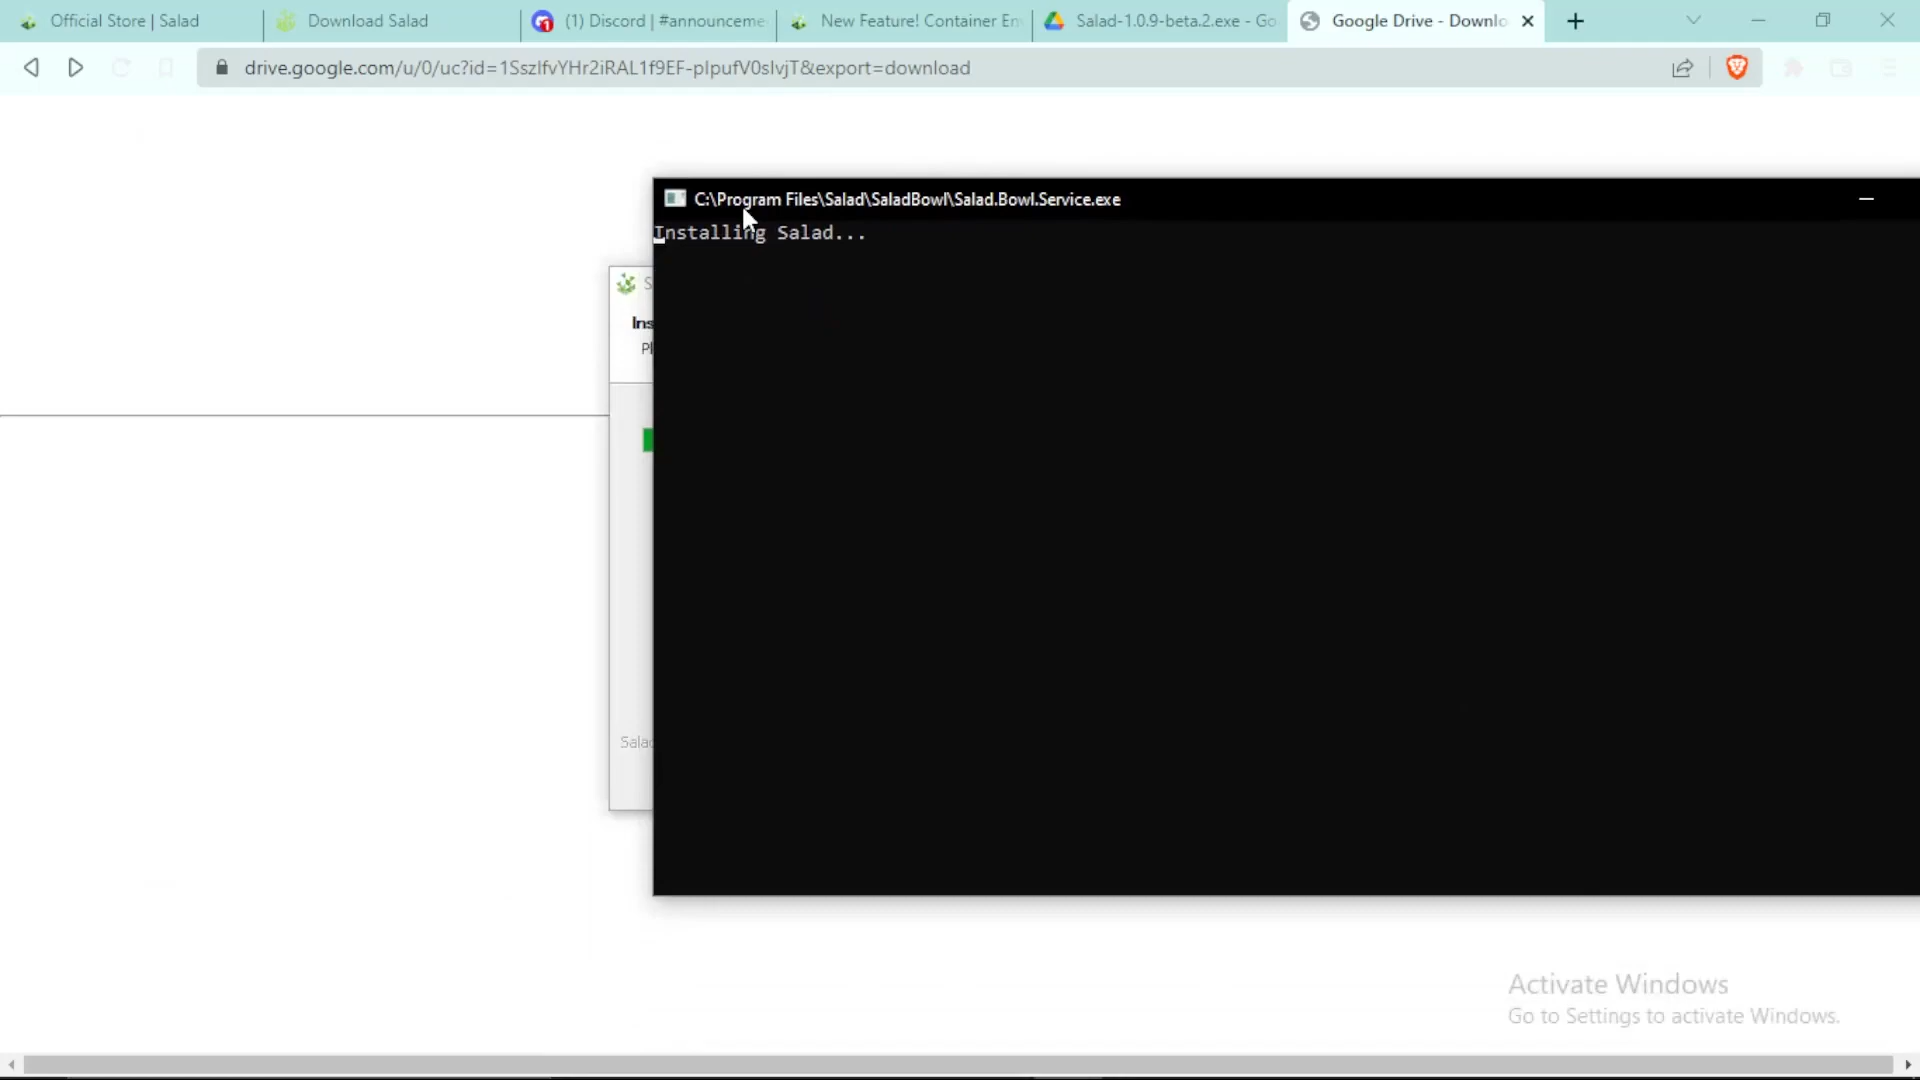 Official Store | Salad
Download Salad
(1) Discord | #announceme
New Feature! Container En
Salad-1.0.9-beta.2.exe - Go
Google Drive - Downlo
drive.google.com/u/0/uc?id=1SszlfvYHr2iRAL1f9EF-plpufV0slvjT&export=download
C:\Program Files\Salad\SaladBowl\Salad.Bowl.Service.exe
Installing Salad...
S
Ins
Pl
Salad
Activate Windows
Go to Settings to activate Windows.